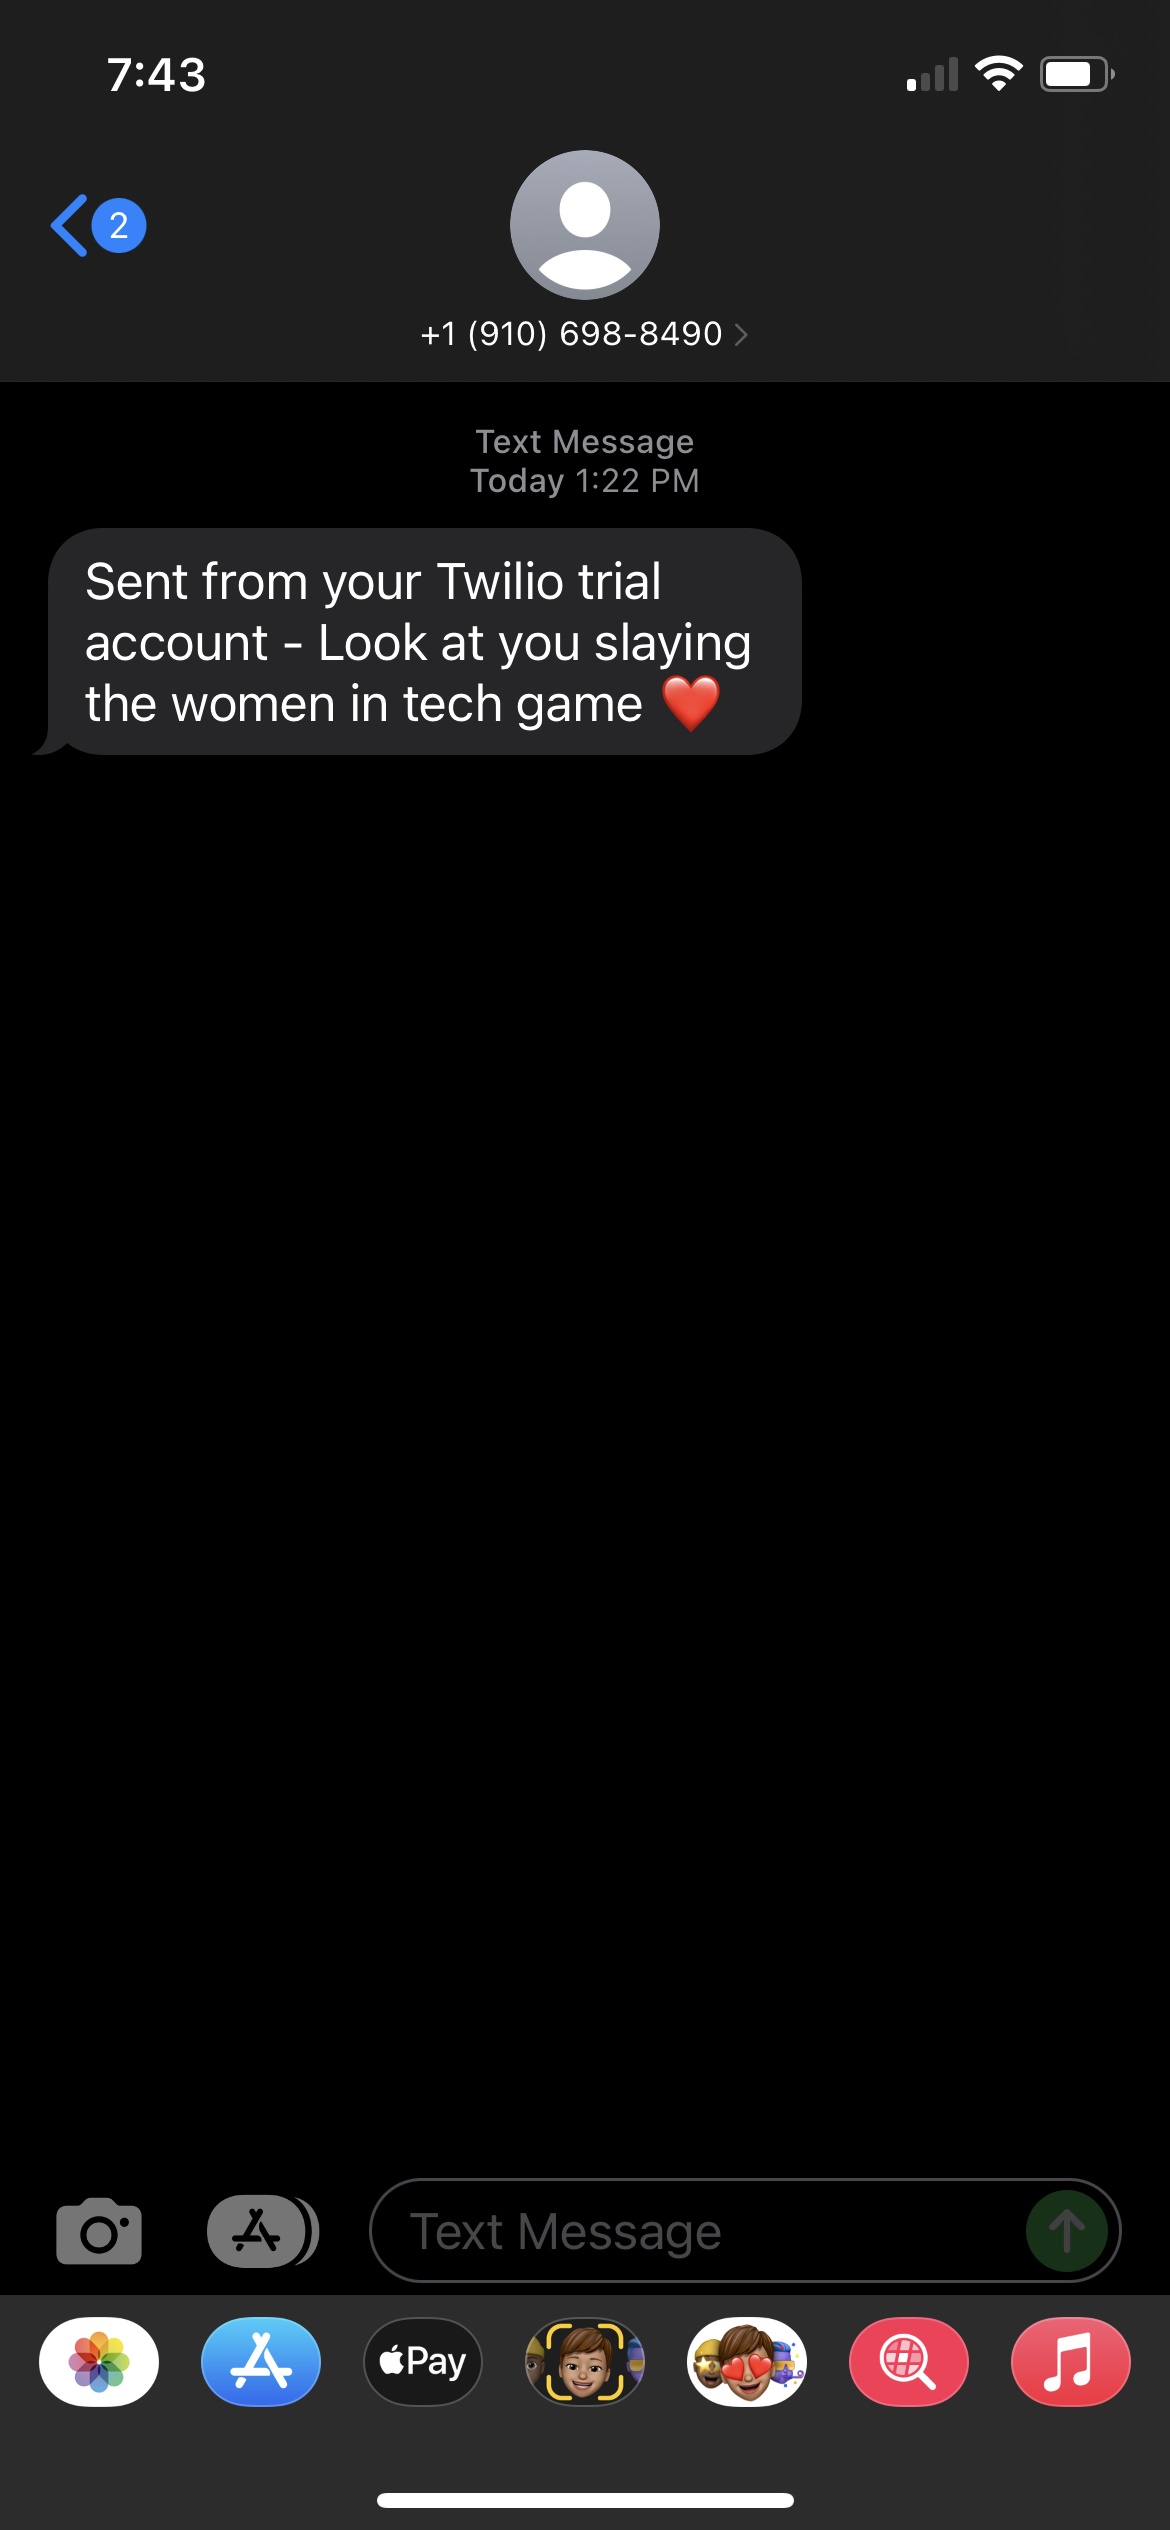 7:43
2
+1 (910) 698-8490
Text Message
Today 1:22 PM
Sent from your Twilio trial
account - Look at you slaying
the women in tech game ❤️
Text Message
Pay